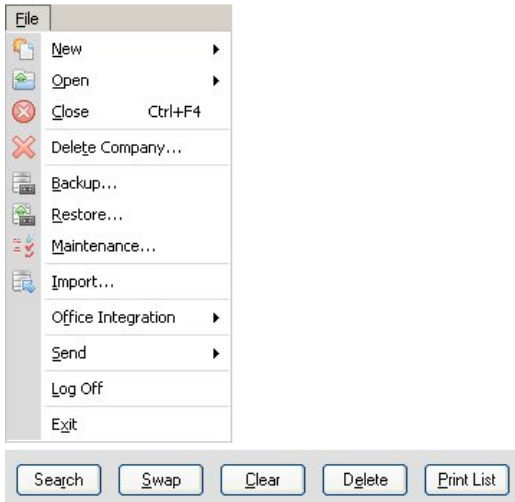 File
New
Open
Close Ctrl+F4
Delete Company...
Backup...
Restore...
Maintenance...
Import...
Office Integration
Send
Log Off
Exit
Search Swap Clear Delete Print List